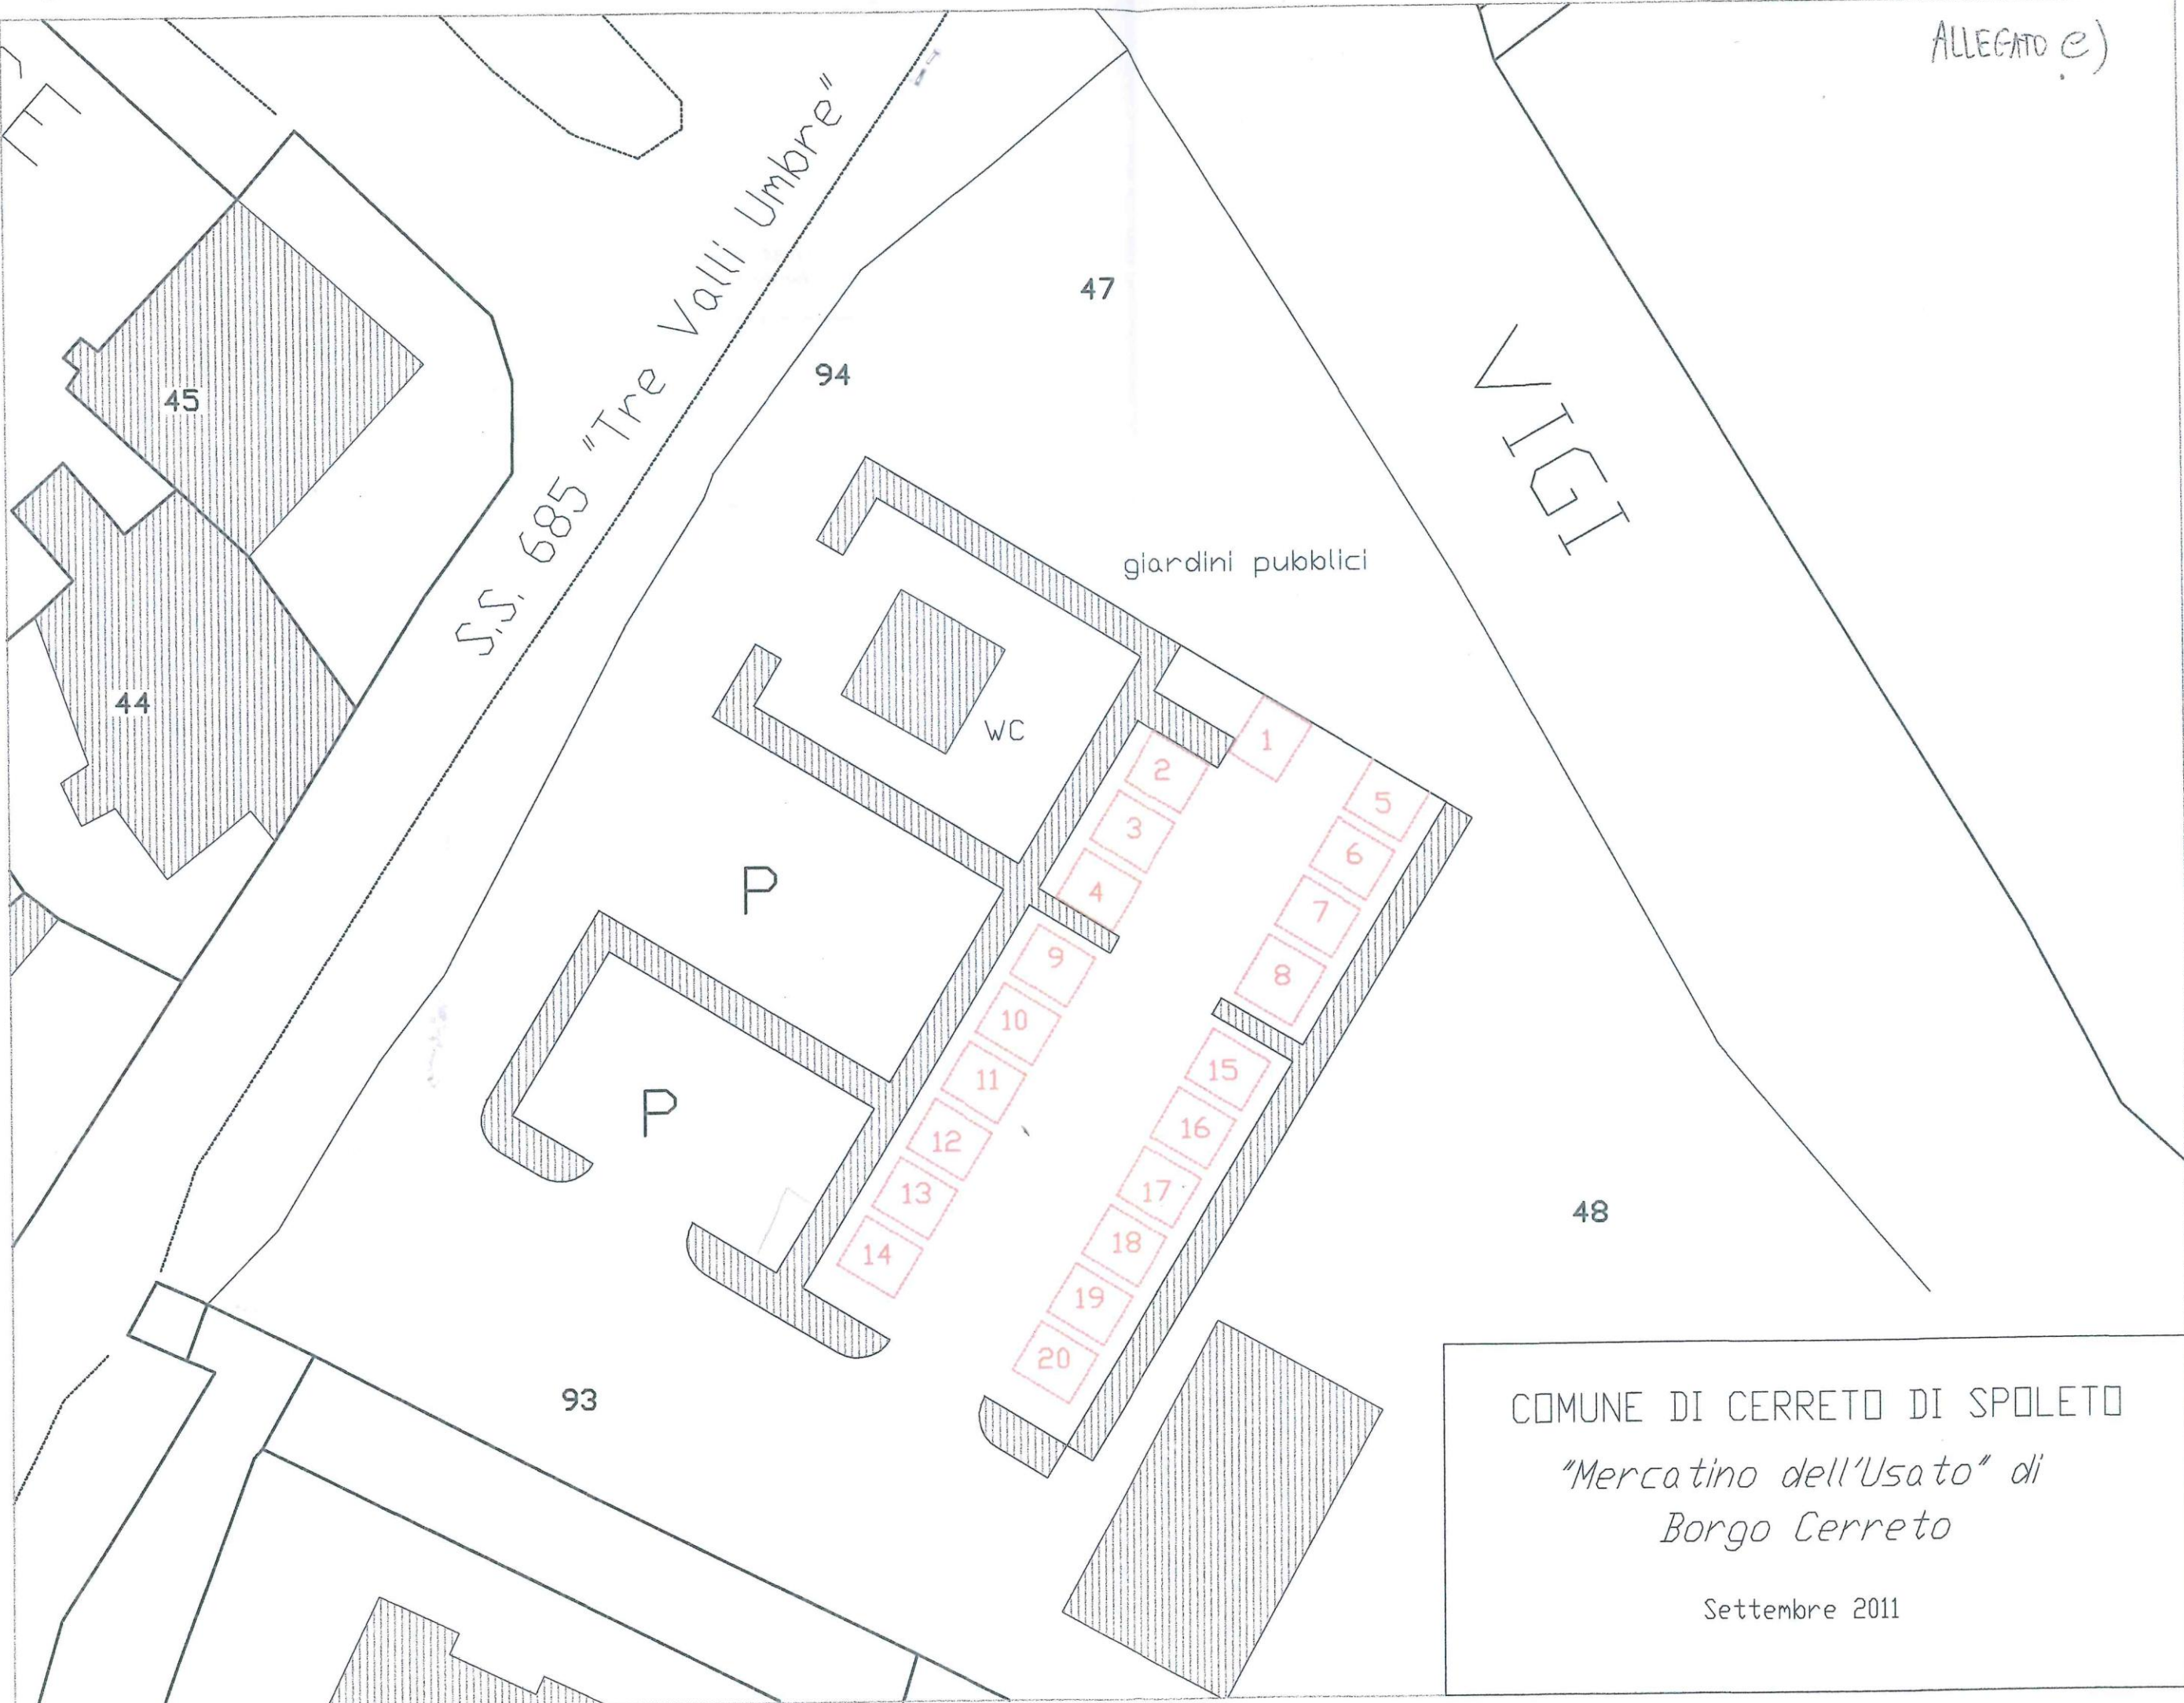 ALLEGATO e)
S.S. 685 "Tre Valli Umbre"
47
94
45
VIGI
giardini pubblici
44
WC
1
2
3
4
5
6
7
8
P
9
10
11
12
13
14
P
15
16
17
18
19
20
48
93
COMUNE DI CERRETO DI SPOLETO
"Mercatino dell'Usato" di
Borgo Cerreto
Settembre 2011